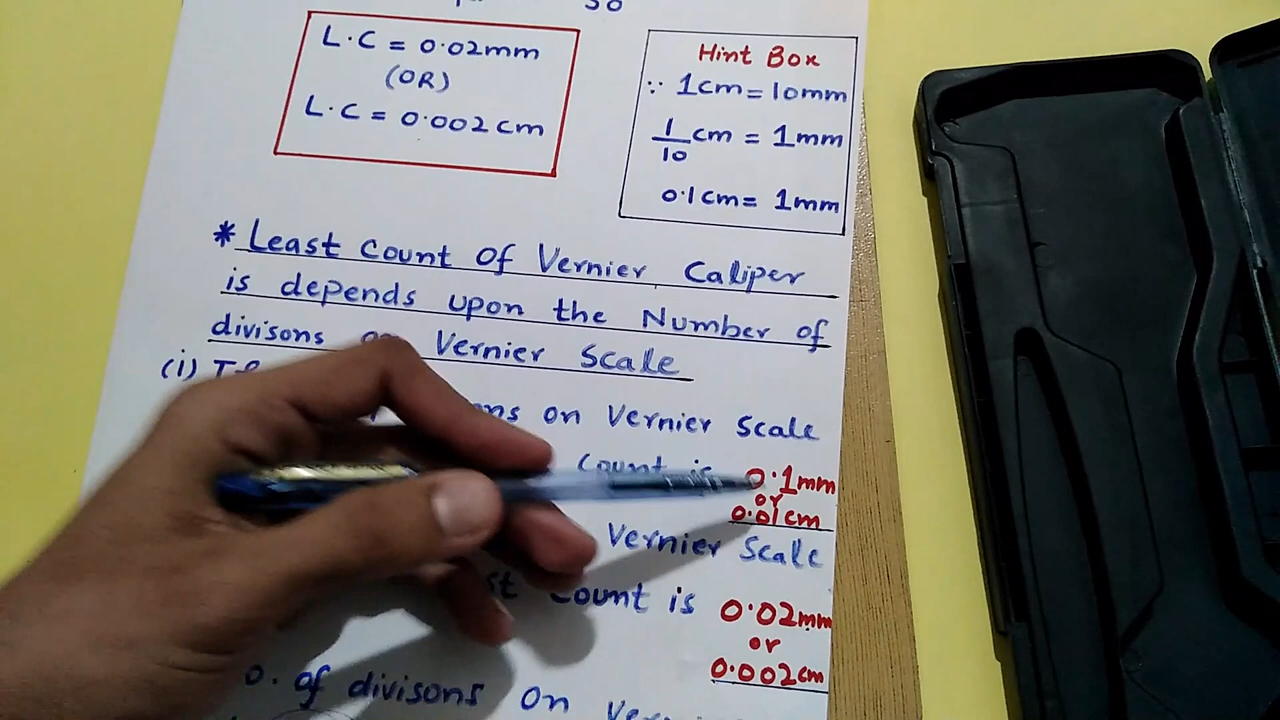 50
L.C = 0.02mm
(OR)
L.C = 0.002cm
Hint Box
∵ 1cm = 10mm
1/10 cm = 1mm
0.1cm = 1mm
* Least Count Of Vernier Caliper
is depends upon the Number of
divisons on Vernier Scale
(i)
on Vernier Scale
Count is 0.1mm
or
0.01cm
Vernier Scale
Count is 0.02mm
or
0.002cm
of divisons on